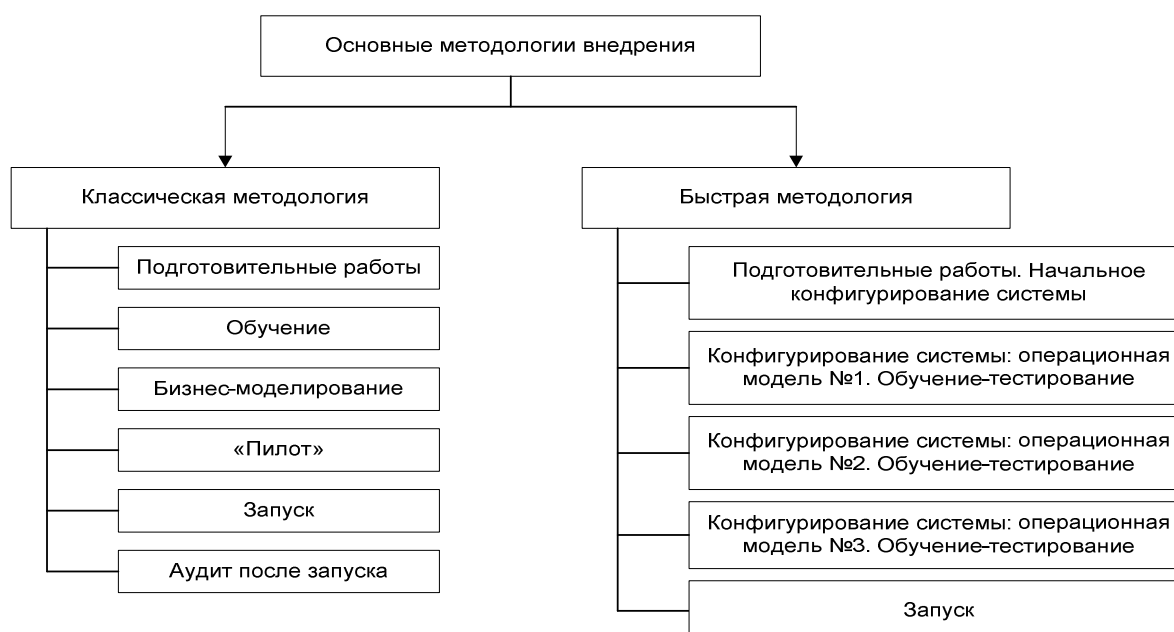 Основные методологии внедрения
Классическая методология
Подготовительные работы
Обучение
Бизнес-моделирование
«Пилот»
Запуск
Аудит после запуска
Быстрая методология
Подготовительные работы. Начальное
конфигурирование системы
Конфигурирование системы: операционная
модель №1. Обучение-тестирование
Конфигурирование системы: операционная
модель №2. Обучение-тестирование
Конфигурирование системы: операционная
модель №3. Обучение-тестирование
Запуск